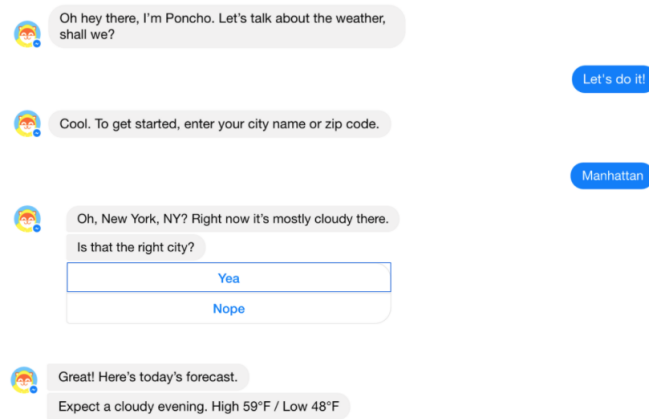 Oh hey there, I'm Poncho. Let's talk about the weather,
shall we?
Let's do it!
Cool. To get started, enter your city name or zip code.
Manhattan
Oh, New York, NY? Right now it's mostly cloudy there.
Is that the right city?
Yea
Nope
Great! Here's today's forecast.
Expect a cloudy evening. High 59°F / Low 48°F